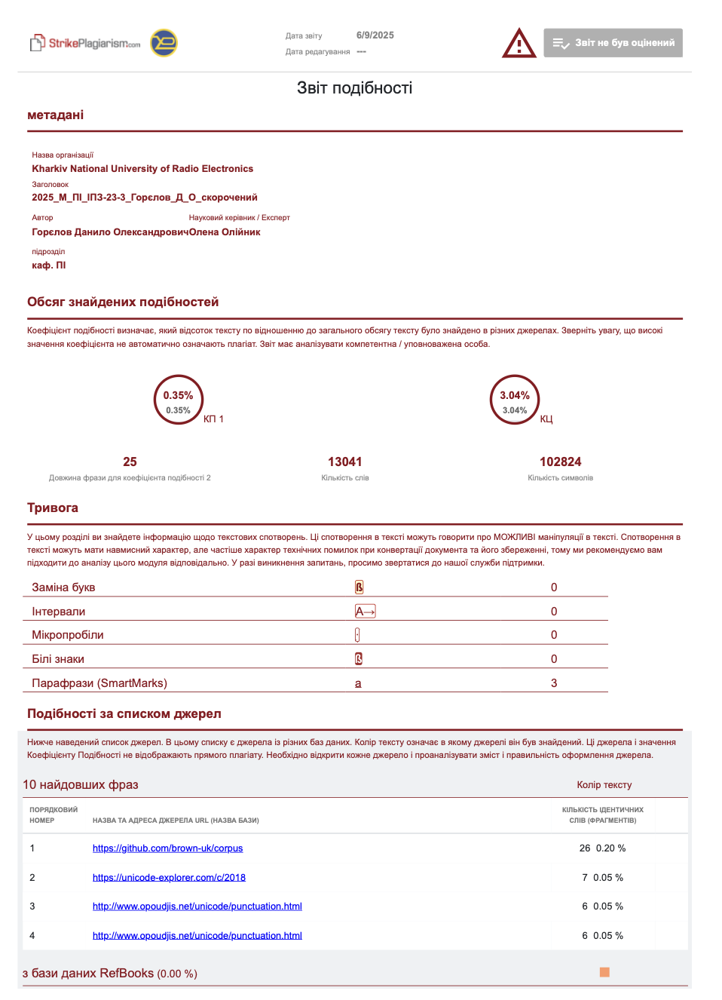 StrikePlagiarism.com
Дата звіту 6/9/2025
Дата редагування ---
Звіт не був оцінений
Звіт подібності
метадані
Назва організації
Kharkiv National University of Radio Electronics
Заголовок
2025_М_ПІ_ІПЗ-23-3_Горєлов_Д_О_скорочений
Автор Науковий керівник / Експерт
Горєлов Данило Олександрович Олена Олійник
підрозділ
каф. ПІ
Обсяг знайдених подібностей
Коефіцієнт подібності визначає, який відсоток тексту по відношенню до загального обсягу тексту було знайдено в різних джерелах. Зверніть увагу, що високі
значення коефіцієнта не автоматично означають плагіат. Звіт має аналізувати компетентна / уповноважена особа.
0.35% 3.04%
0.35% 3.04%
КП 1 КЦ
25 13041 102824
Довжина фрази для коефіцієнта подібності 2 Кількість слів Кількість символів
Тривога
У цьому розділі ви знайдете інформацію щодо текстових спотворень. Ці спотворення в тексті можуть говорити про МОЖЛИВІ маніпуляції в тексті. Спотворення в
тексті можуть мати навмисний характер, але частіше характер технічних помилок при конвертації документа та його збереженні, тому ми рекомендуємо вам
підходити до аналізу цього модуля відповідально. У разі виникнення запитань, просимо звертатися до нашої служби підтримки.
Заміна букв ß 0
Інтервали A→ 0
Мікропробіли · 0
Білі знаки ß 0
Парафрази (SmartMarks) a 3
Подібності за списком джерел
Нижче наведений список джерел. В цьому списку є джерела із різних баз даних. Колір тексту означає в якому джерелі він був знайдений. Ці джерела і значення
Коефіцієнту Подібності не відображають прямого плагіату. Необхідно відкрити кожне джерело і проаналізувати зміст і правильність оформлення джерела.
10 найдовших фраз Колір тексту
ПОРЯДКОВИЙ
НОМЕР
НАЗВА ТА АДРЕСА ДЖЕРЕЛА URL (НАЗВА БАЗИ)
КІЛЬКІСТЬ ІДЕНТИЧНИХ
СЛІВ (ФРАГМЕНТІВ)
1 https://github.com/brown-uk/corpus 26 0.20 %
2 https://unicode-explorer.com/c/2018 7 0.05 %
3 http://www.opoudjis.net/unicode/punctuation.html 6 0.05 %
4 http://www.opoudjis.net/unicode/punctuation.html 6 0.05 %
з бази даних RefBooks (0.00 %)